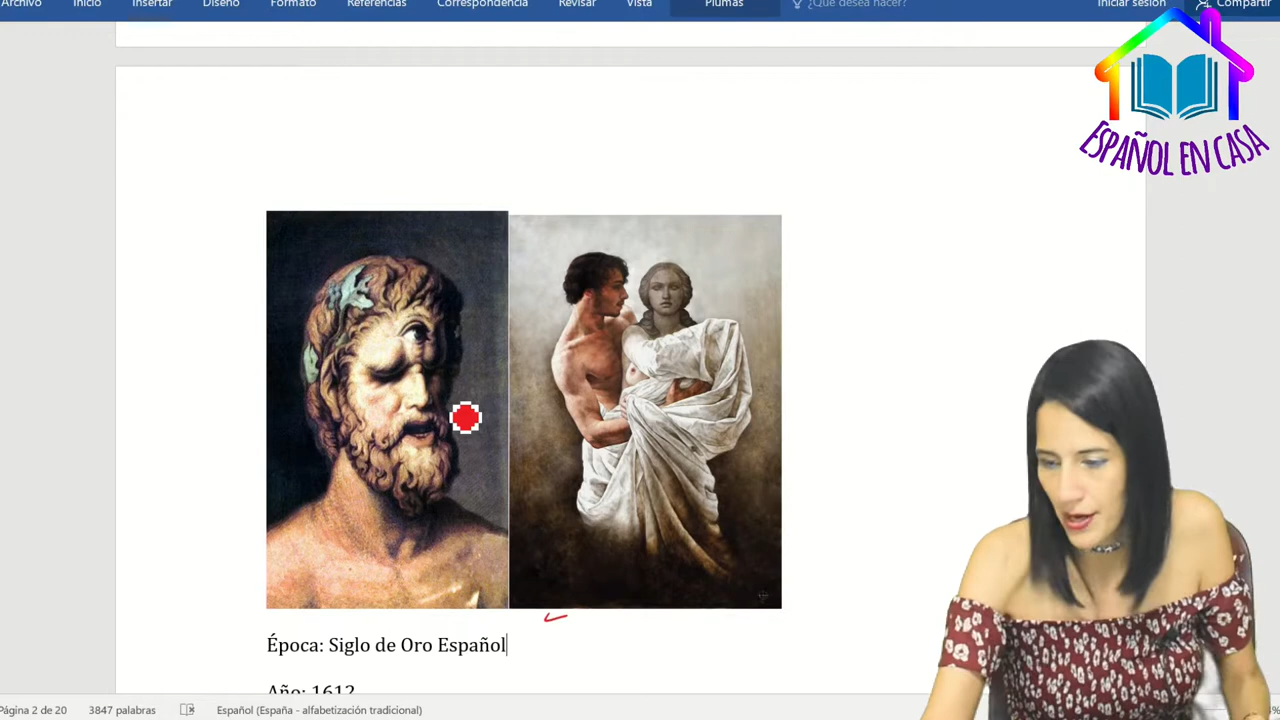 Archivo Inicio Insertar Diseño Formato Referencias Correspondencia Revisar Vista Plumas ¿Qué desea hacer? Iniciar sesión Compartir
ESPAÑOL EN CASA
Época: Siglo de Oro Español
Año: 1612
Página 2 de 20 3847 palabras Español (España - alfabetización tradicional)